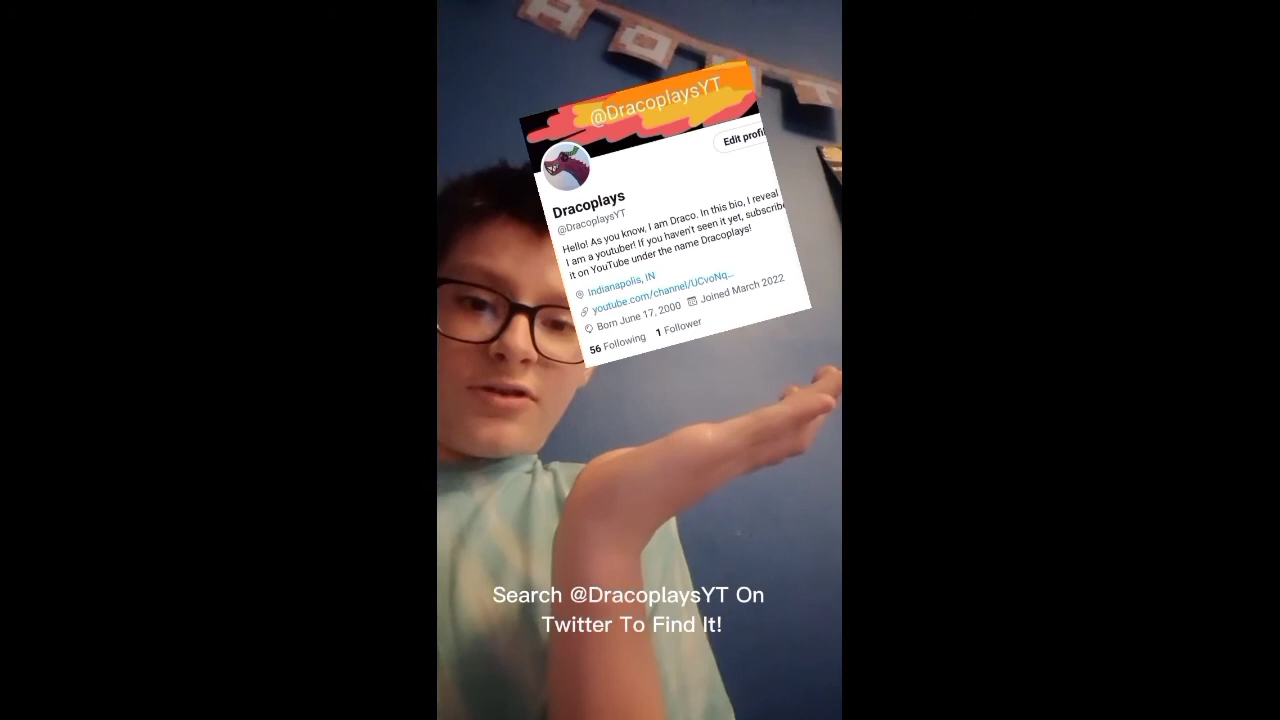 @DracoplaysYT
Edit profi
Dracoplays
@DracoplaysYT
Hello! As you know, I am Draco. In this bio, I reveal
I am a youtuber! If you haven't seen it yet, subscribe
it on YouTube under the name Dracoplays!
Indianapolis, IN
youtube.com/channel/UCvoNq...
Born June 17, 2000 Joined March 2022
56 Following 1 Follower
Search @DracoplaysYT On
Twitter To Find It!